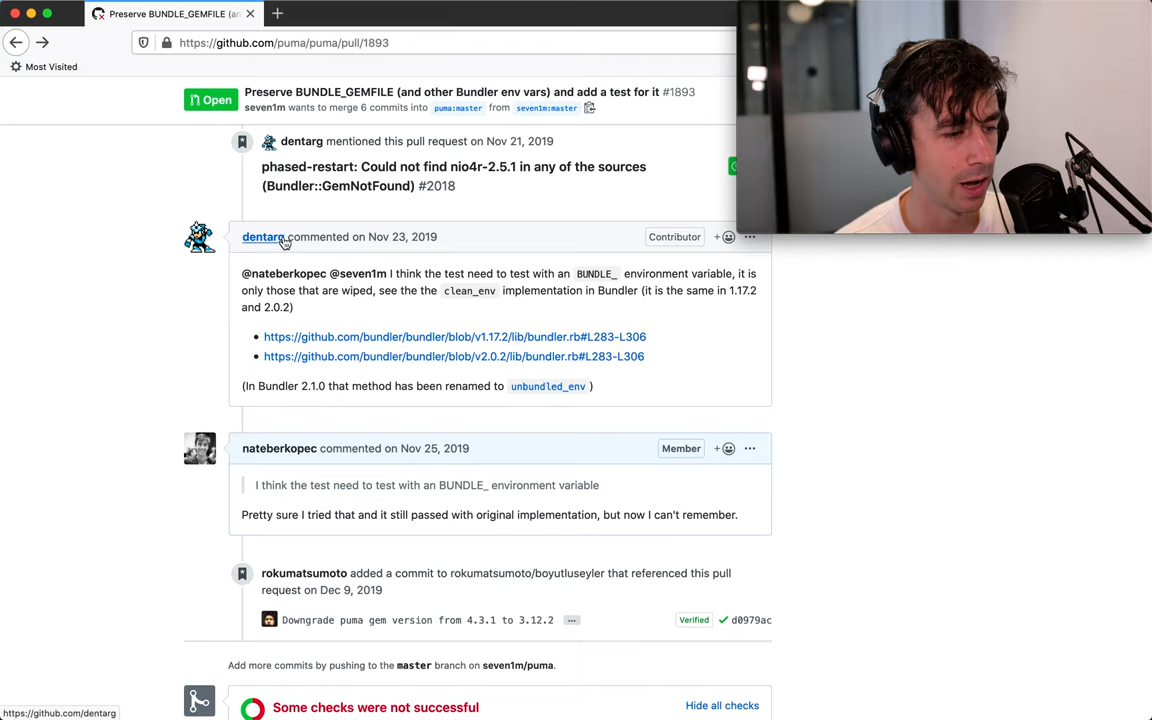 Preserve BUNDLE_GEMFILE (an
https://github.com/puma/puma/pull/1893
Most Visited
Open
Preserve BUNDLE_GEMFILE (and other Bundler env vars) and add a test for it #1893
seven1m wants to merge 6 commits into puma:master from seven1m:master
dentarg mentioned this pull request on Nov 21, 2019
phased-restart: Could not find nio4r-2.5.1 in any of the sources
(Bundler::GemNotFound) #2018
dentarg commented on Nov 23, 2019
Contributor
@nateberkopec @seven1m I think the test need to test with an BUNDLE_ environment variable, it is
only those that are wiped, see the the clean_env implementation in Bundler (it is the same in 1.17.2
and 2.0.2)
• https://github.com/bundler/bundler/blob/v1.17.2/lib/bundler.rb#L283-L306
• https://github.com/bundler/bundler/blob/v2.0.2/lib/bundler.rb#L283-L306
(In Bundler 2.1.0 that method has been renamed to unbundled_env )
nateberkopec commented on Nov 25, 2019
Member
I think the test need to test with an BUNDLE_ environment variable
Pretty sure I tried that and it still passed with original implementation, but now I can't remember.
rokumatsumoto added a commit to rokumatsumoto/boyutluseyler that referenced this pull
request on Dec 9, 2019
Downgrade puma gem version from 4.3.1 to 3.12.2 ...
Verified
d0979ac
Add more commits by pushing to the master branch on seven1m/puma.
Some checks were not successful
Hide all checks
https://github.com/dentarg